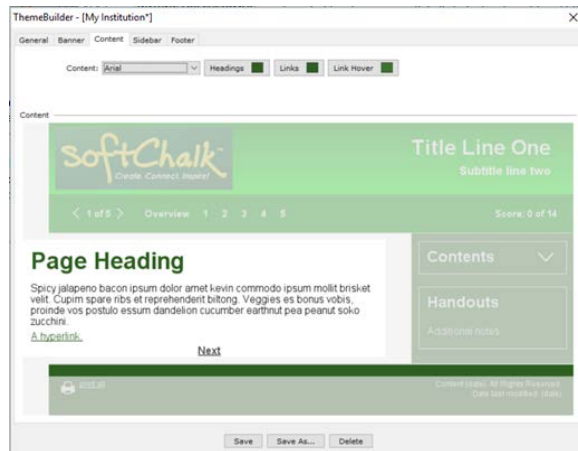 ThemeBuilder - [My Institution*]
General Banner Content Sidebar Footer
Content: Arial Headings Links Link Hover
Content
SoftChalk
Create. Connect. Inspire!
Title Line One
Subtitle line two
< 1 of 5 > Overview 1 2 3 4 5 Score: 0 of 14
Page Heading
Spicy jalapeno bacon ipsum dolor amet kevin commodo ipsum mollit brisket
velit. Cupim spare ribs et reprehenderit biltong. Veggies es bonus vobis,
proinde vos postulo essum dandelion cucumber earthnut pea peanut soko
zucchini.
A hyperlink.
Next
Contents
Handouts
Additional notes
print all
Content {date}. All Rights Reserved.
Date last modified: {date}
Save Save As... Delete